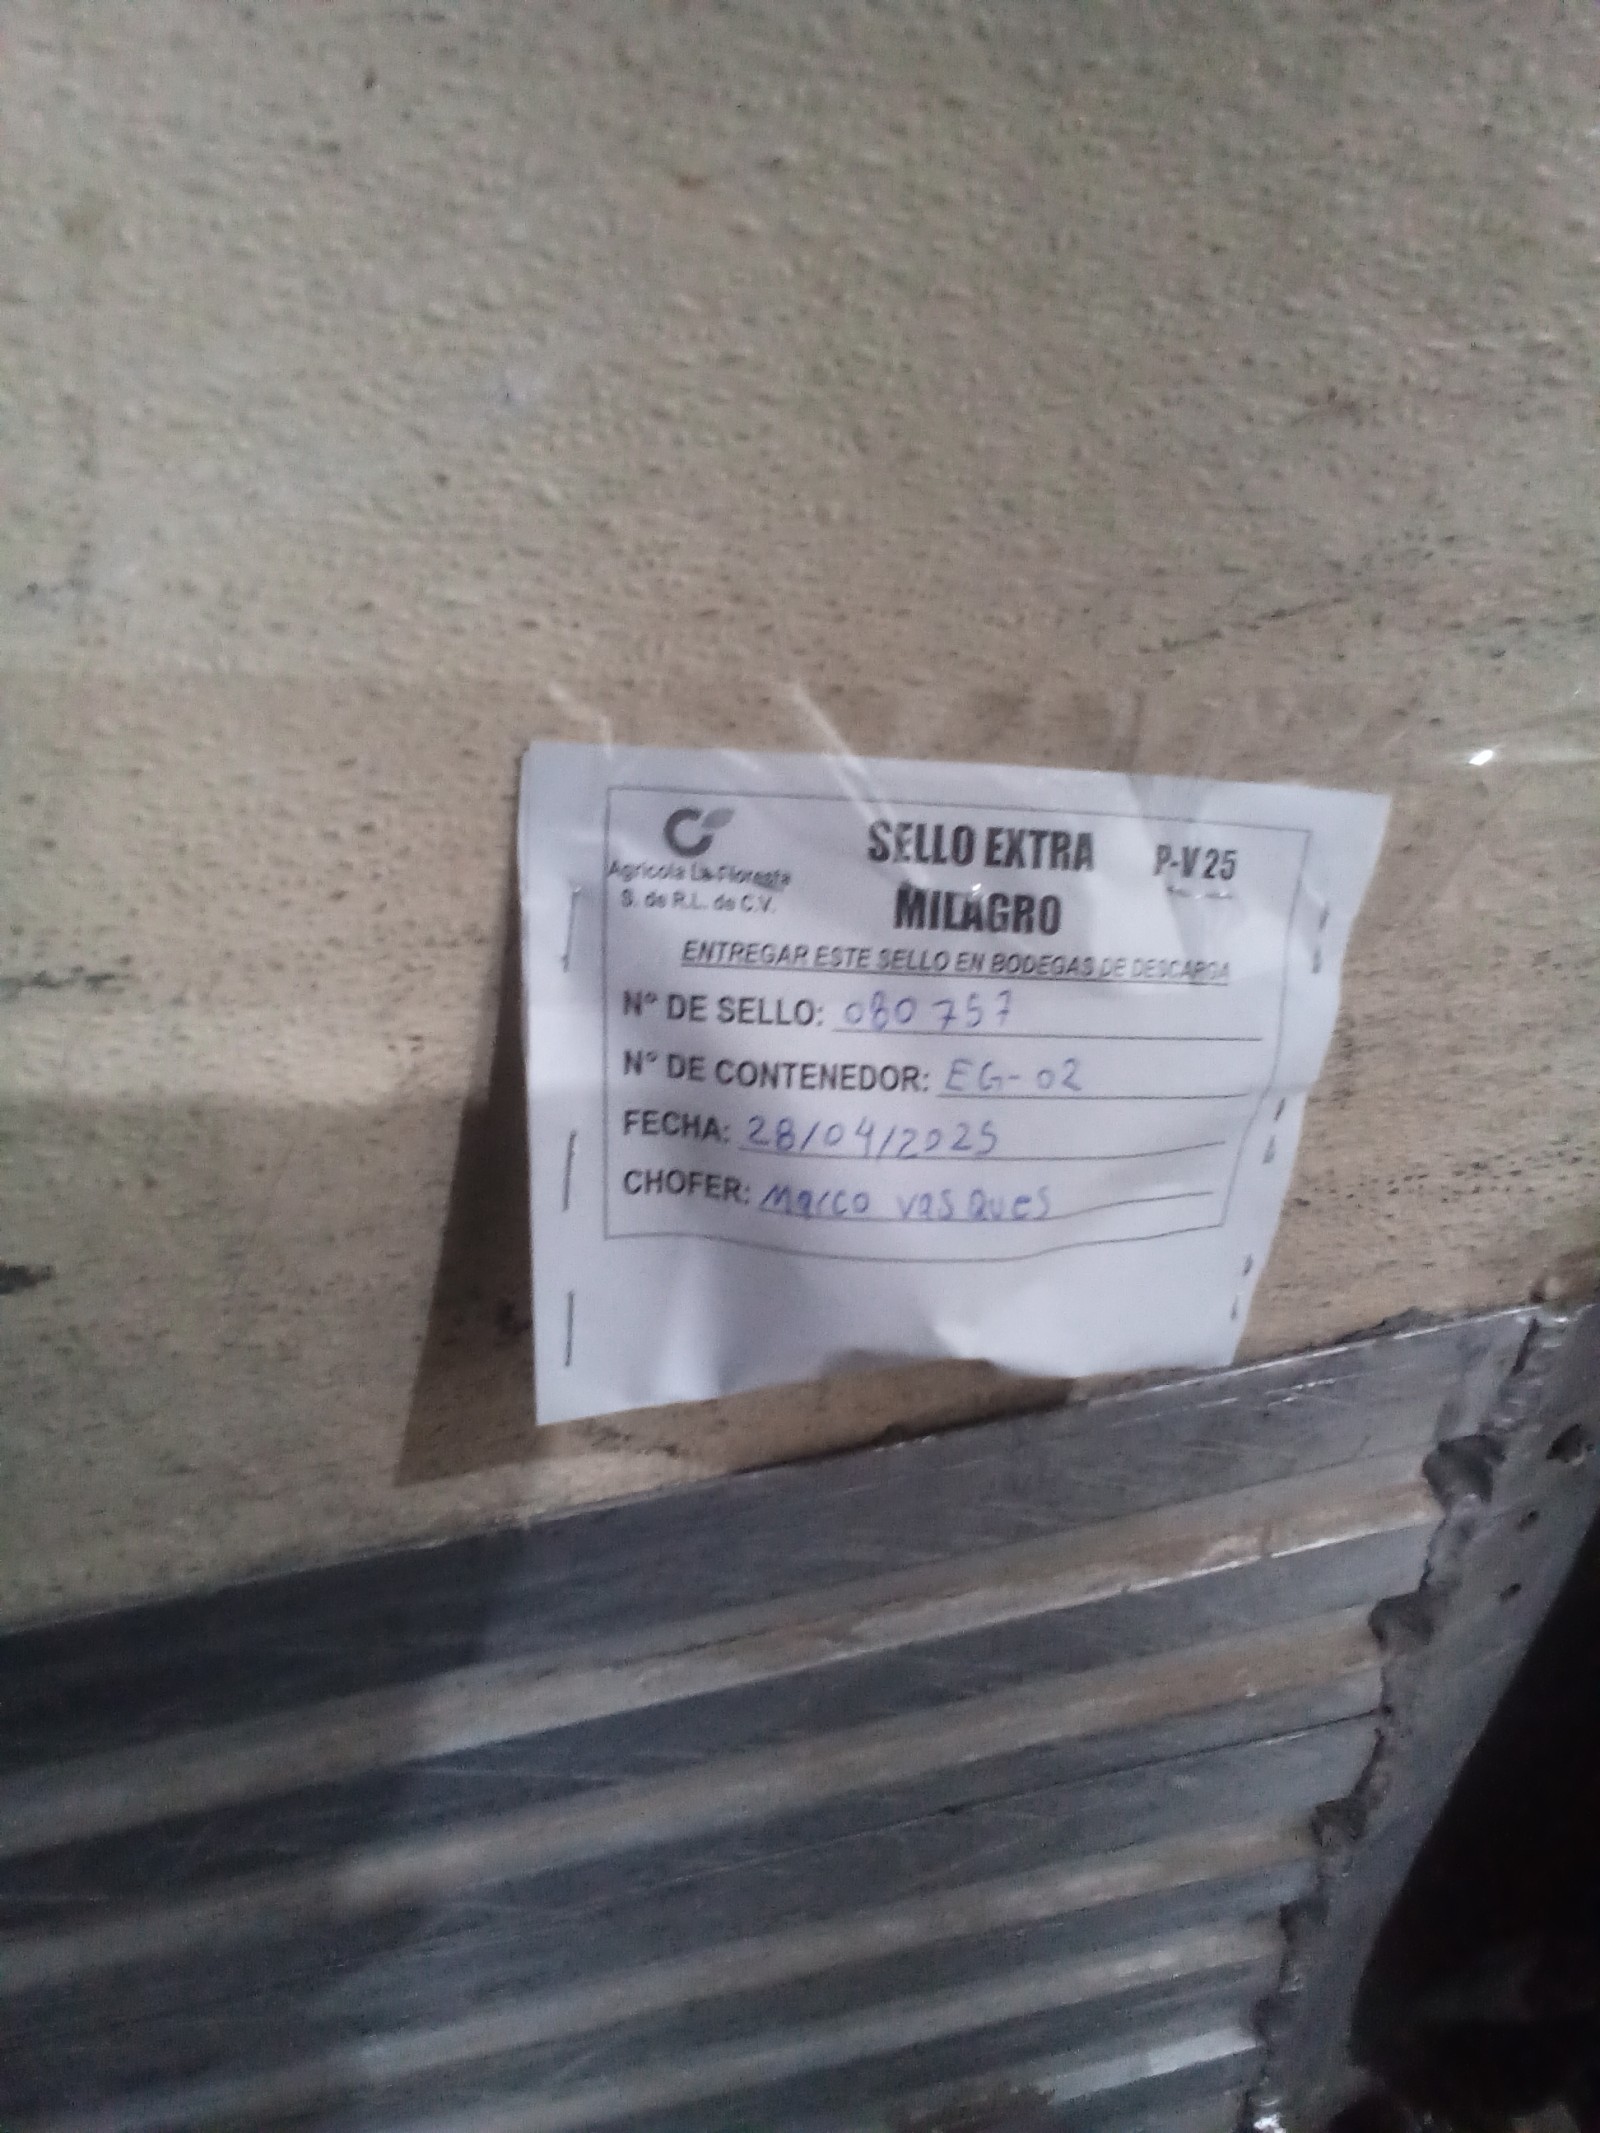 SELLO EXTRA P-V 25
MILAGRO
Agrícola La Floresta
S. de R.L. de C.V.
ENTREGAR ESTE SELLO EN BODEGAS DE DESCARGA
N° DE SELLO: 080757
N° DE CONTENEDOR: EG-02
FECHA: 28/04/2025
CHOFER: Marco vasQues